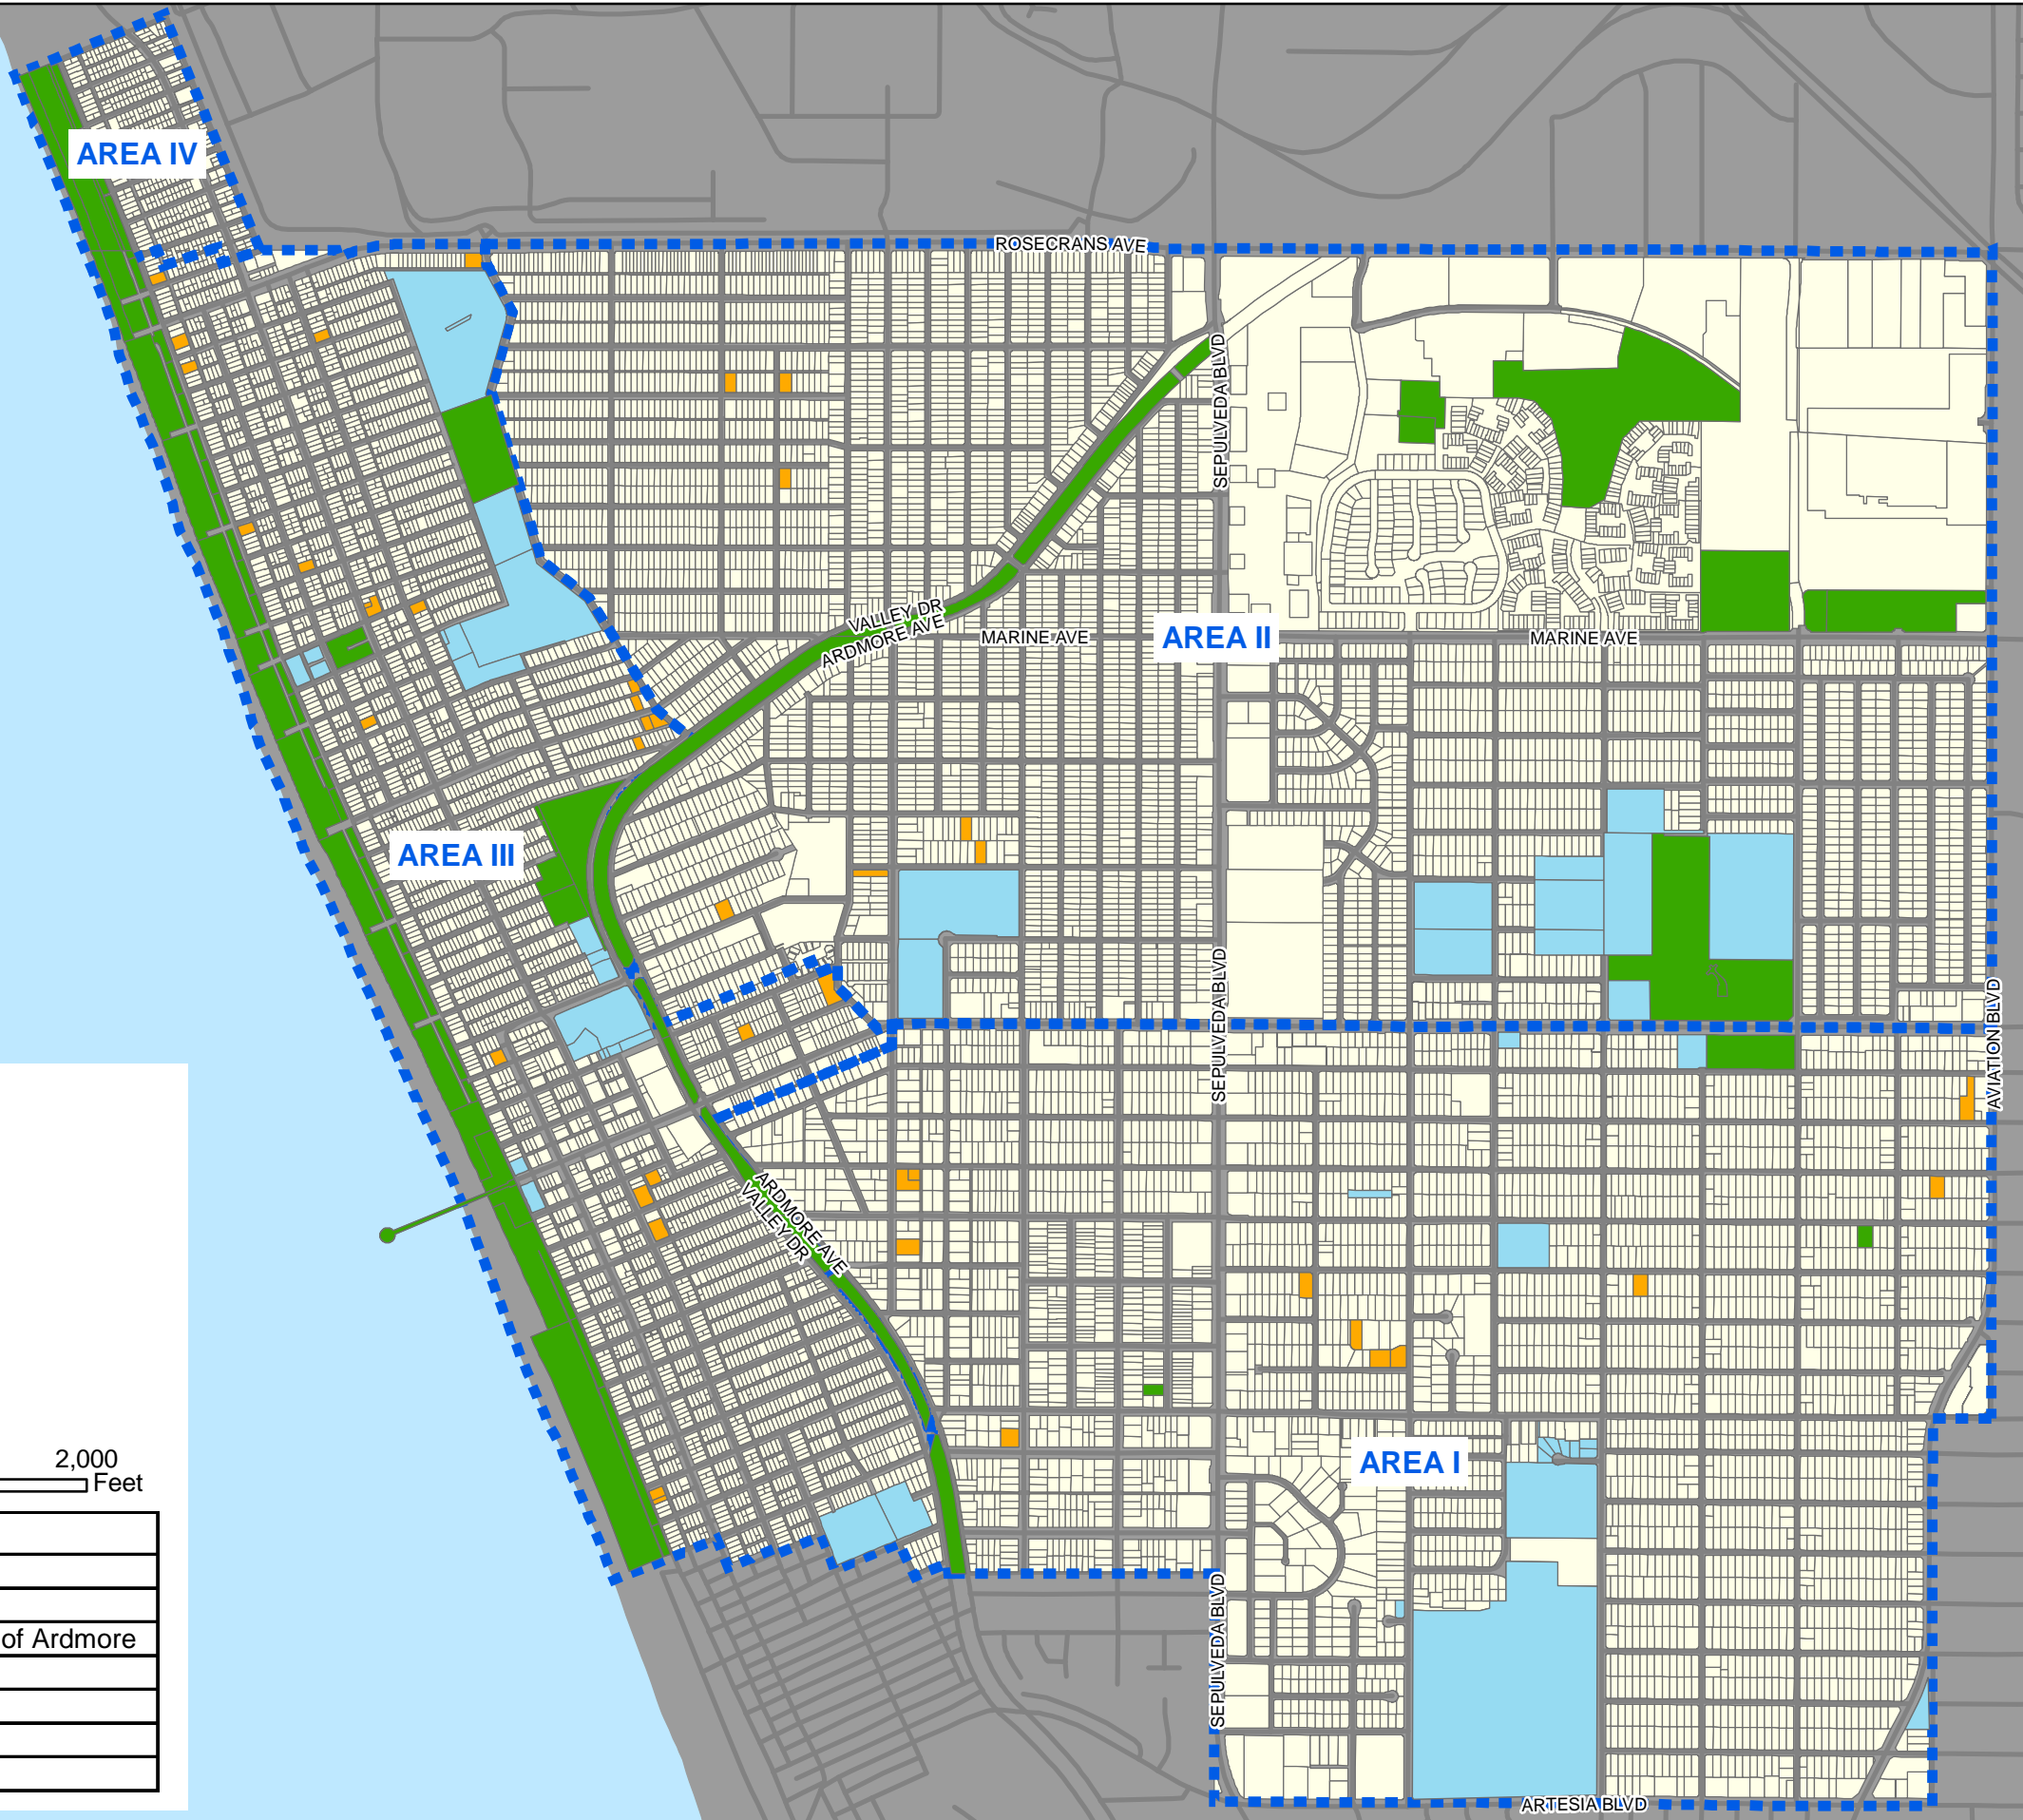 AREA IV
ROSECRANS AVE
SEPULVEDA BLVD
VALLEY DR
ARDMORE AVE
MARINE AVE
AREA II
MARINE AVE
AREA III
SEPULVEDA BLVD
AVIATION BLVD
ARDMORE AVE
VALLEY DR
2,000
Feet
AREA I
of Ardmore
SEPULVEDA BLVD
ARTESIA BLVD